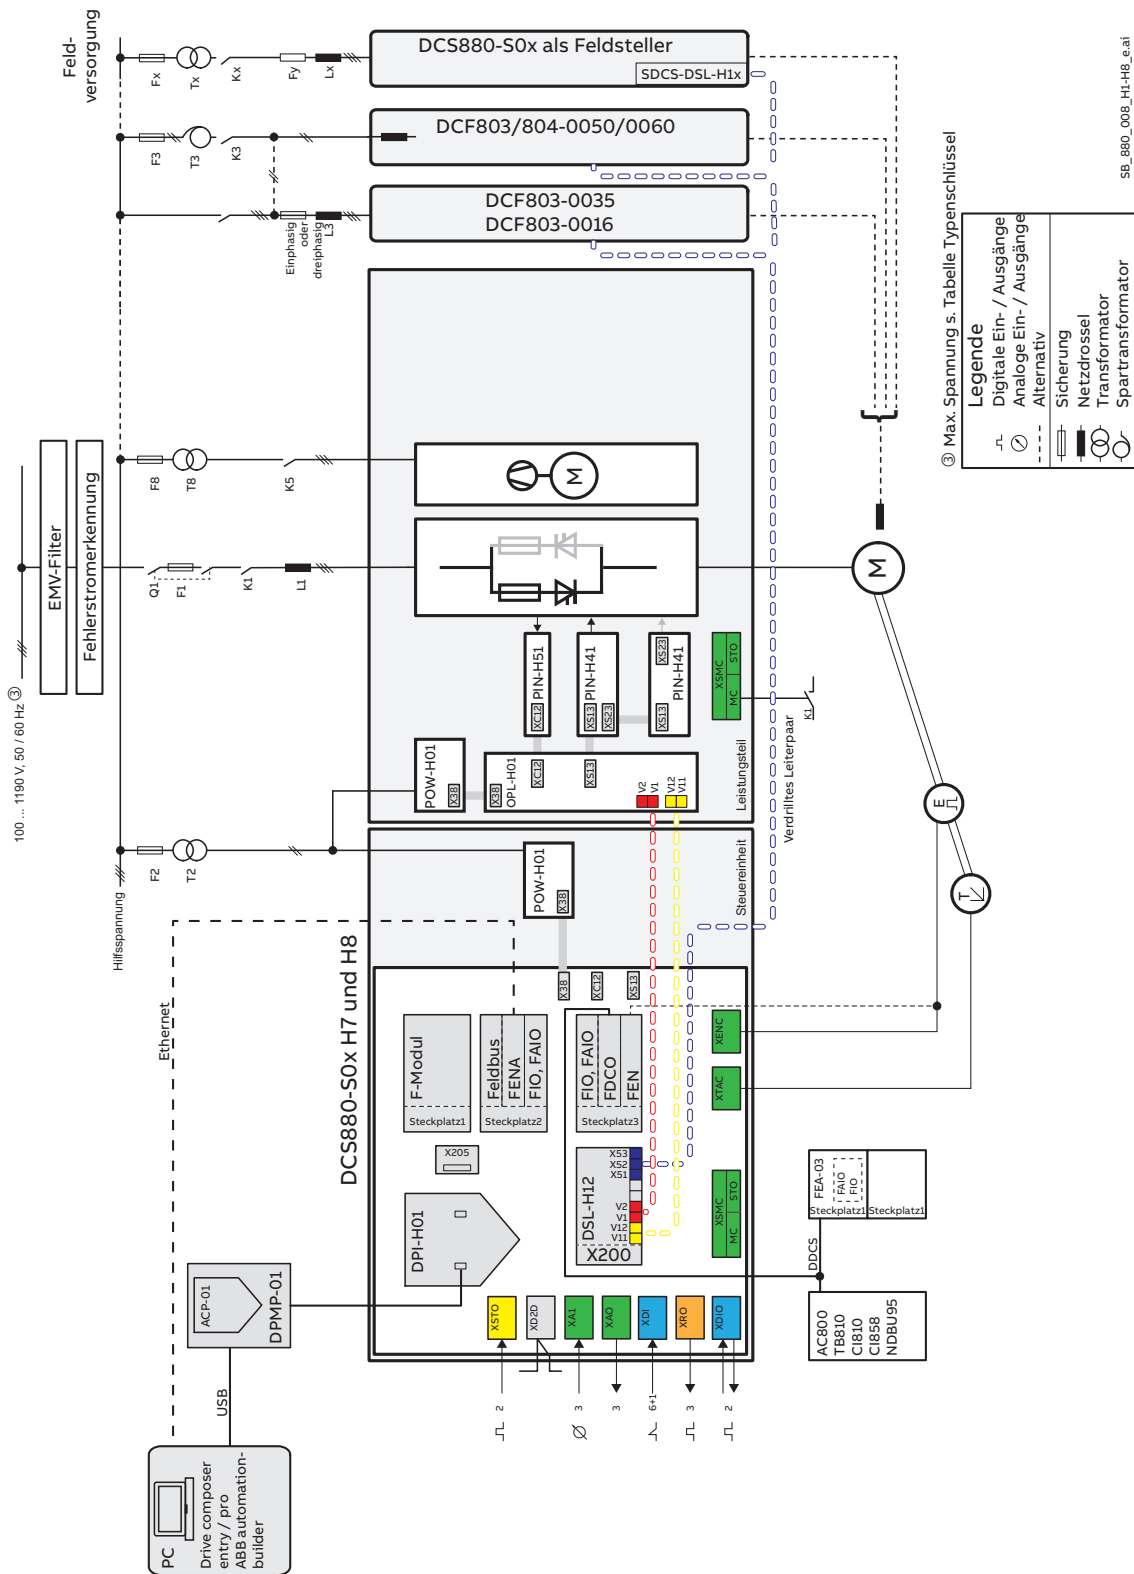 Feld-
versorgung
Fx
Tx
Kx
Fy
Lx
DCS880-S0x als Feldsteller
SDCS-DSL-H1x
F3
T3
K3
DCF803/804-0050/0060
Einphasig
oder
dreiphasig
L3
DCF803-0035
DCF803-0016
100 ... 1190 V, 50 / 60 Hz ③
EMV-Filter
Fehlerstromerkennung
F8
T8
K5
M
Q1
F1
K1
L1
M
PIN-H51
XC12
PIN-H41
XS13
XS23
PIN-H41
XS13
XS23
XSMC
MC
STO
K1
POW-H01
X38
OPL-H01
X38
XC12
XS13
V2
V1
V12
V11
Leistungsteil
Verdrilltes Leiterpaar
Hilfsspannung
F2
T2
POW-H01
X38
Steuereinheit
E
T
DCS880-S0x H7 und H8
Ethernet
X38
XC12
XS13
F-Modul
Steckplatz1
Feldbus
FENA
FIO, FAIO
Steckplatz2
FIO, FAIO
FDCO
FEN
Steckplatz3
XENC
XTAC
X205
DPI-H01
DSL-H12
X200
X53
X52
X51
V2
V1
V12
V11
XSMC
MC
STO
ACP-01
DPMP-01
USB
XSTO
XD2D
XA1
XAO
XDI
XRO
XDIO
2
3
3
6+1
3
2
DDCS
FEA-03
FAIO
FIO
Steckplatz1
Steckplatz1
AC800
TB810
CI810
CI858
NDBU95
PC
Drive composer
entry / pro
ABB automation-
builder
③ Max. Spannung s. Tabelle Typenschlüssel
Legende
Digitale Ein- / Ausgänge
Analoge Ein- / Ausgänge
Alternativ
Sicherung
Netzdrossel
Transformator
Spartransformator
SB_880_008_H1-H8_e.ai